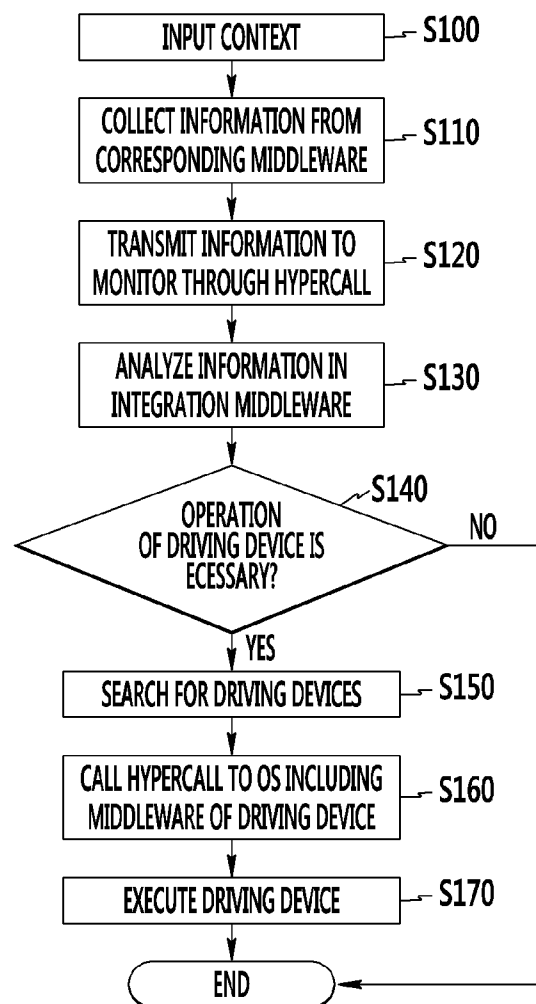 INPUT CONTEXT
S100
COLLECT INFORMATION FROM
CORRESPONDING MIDDLEWARE
S110
TRANSMIT INFORMATION TO
MONITOR THROUGH HYPERCALL
S120
ANALYZE INFORMATION IN
INTEGRATION MIDDLEWARE
S130
S140
OPERATION
OF DRIVING DEVICE IS
ECESSARY?
NO
YES
SEARCH FOR DRIVING DEVICES
S150
CALL HYPERCALL TO OS INCLUDING
MIDDLEWARE OF DRIVING DEVICE
S160
EXECUTE DRIVING DEVICE
S170
END